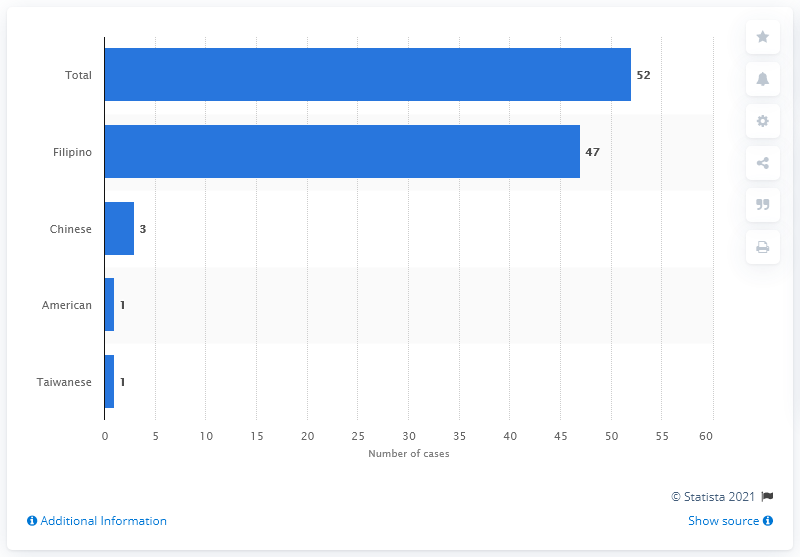 Total 52
Filipino 47
Chinese 3
American 1
Taiwanese 1
0 5 10 15 20 25 30 35 40 45 50 55 60
Number of cases
© Statista 2021
Additional Information
Show source